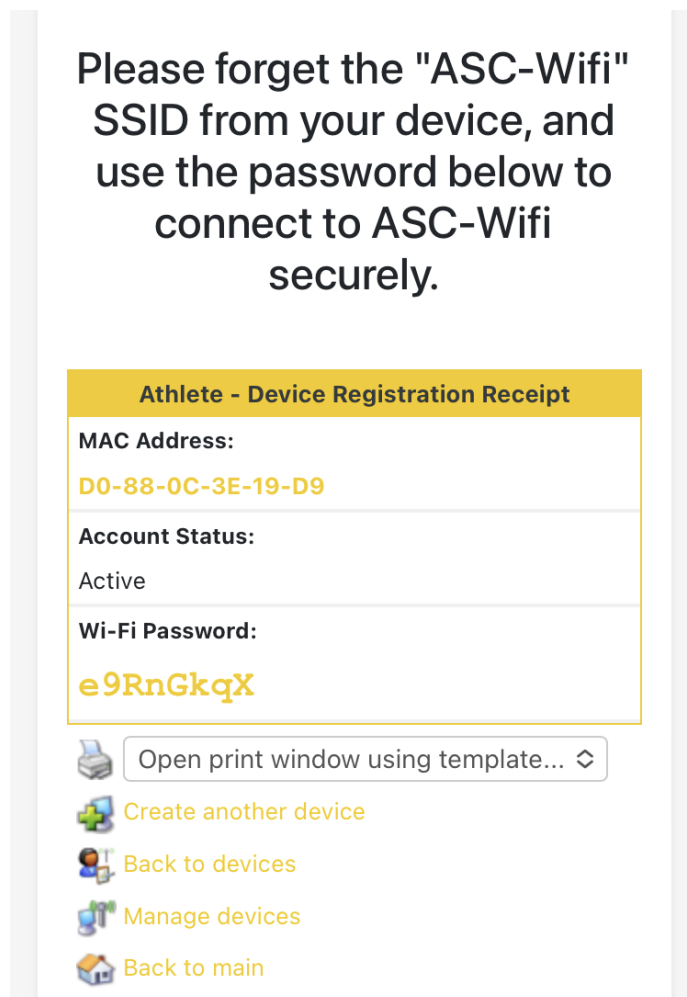 Please forget the "ASC-Wifi"
SSID from your device, and
use the password below to
connect to ASC-Wifi
securely.
Athlete - Device Registration Receipt
MAC Address:
D0-88-0C-3E-19-D9
Account Status:
Active
Wi-Fi Password:
e9RnGkqX
Open print window using template...
Create another device
Back to devices
Manage devices
Back to main